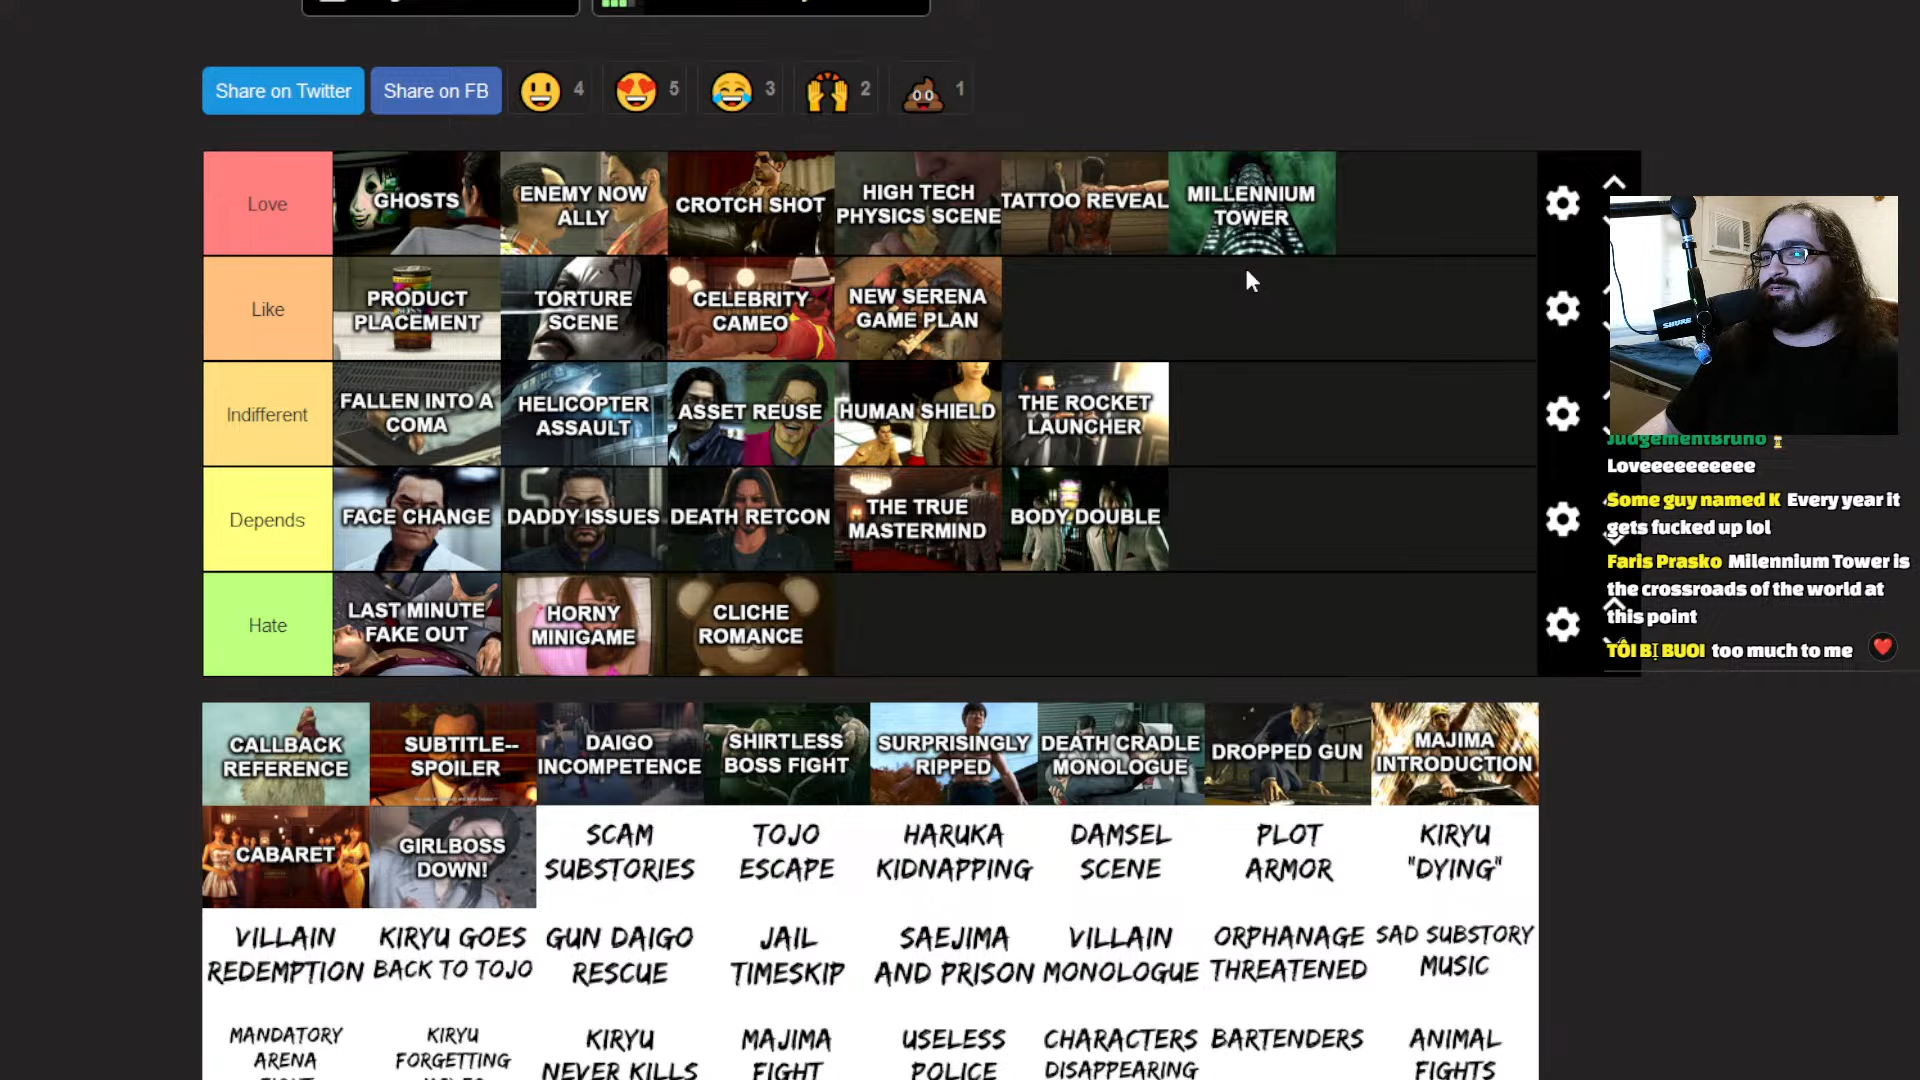 Share on Twitter
Share on FB
4
5
3
2
1
Love
GHOSTS
ENEMY NOW
ALLY
CROTCH SHOT
HIGH TECH
PHYSICS SCENE
TATTOO REVEAL
MILLENNIUM
TOWER
Like
PRODUCT
PLACEMENT
TORTURE
SCENE
CELEBRITY
CAMEO
NEW SERENA
GAME PLAN
Indifferent
FALLEN INTO A
COMA
HELICOPTER
ASSAULT
ASSET REUSE
HUMAN SHIELD
THE ROCKET
LAUNCHER
Depends
FACE CHANGE
DADDY ISSUES
DEATH RETCON
THE TRUE
MASTERMIND
BODY DOUBLE
Hate
LAST MINUTE
FAKE OUT
HORNY
MINIGAME
CLICHE
ROMANCE
SHURE
JudgementBruno
Loveeeeeeeeee
Some guy named K Every year it
gets fucked up lol
Faris Prasko Milennium Tower is
the crossroads of the world at
this point
TÔI BỊ BUOI too much to me
CALLBACK
REFERENCE
SUBTITLE--
SPOILER
DAIGO
INCOMPETENCE
SHIRTLESS
BOSS FIGHT
SURPRISINGLY
RIPPED
DEATH CRADLE
MONOLOGUE
DROPPED GUN
MAJIMA
INTRODUCTION
CABARET
GIRLBOSS
DOWN!
SCAM
SUBSTORIES
TOJO
ESCAPE
HARUKA
KIDNAPPING
DAMSEL
SCENE
PLOT
ARMOR
KIRYU
"DYING"
VILLAIN
REDEMPTION
KIRYU GOES
BACK TO TOJO
GUN DAIGO
RESCUE
JAIL
TIMESKIP
SAEJIMA
AND PRISON
VILLAIN
MONOLOGUE
ORPHANAGE
THREATENED
SAD SUBSTORY
MUSIC
MANDATORY
ARENA
KIRYU
FORGETTING
KIRYU
NEVER KILLS
MAJIMA
FIGHT
USELESS
POLICE
CHARACTERS
DISAPPEARING
BARTENDERS
ANIMAL
FIGHTS